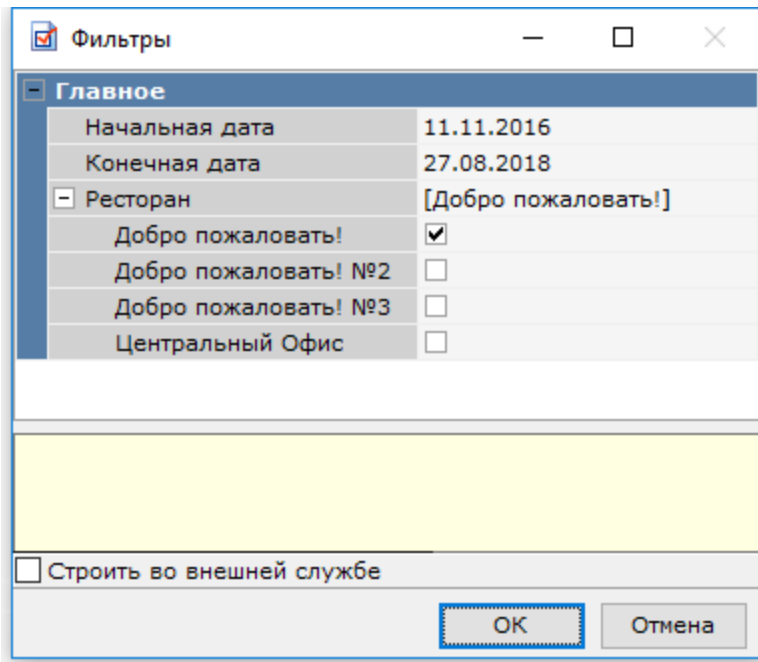 Фильтры
Главное
Начальная дата 11.11.2016
Конечная дата 27.08.2018
Ресторан [Добро пожаловать!]
Добро пожаловать!
Добро пожаловать! №2
Добро пожаловать! №3
Центральный Офис
Строить во внешней службе
ОК Отмена